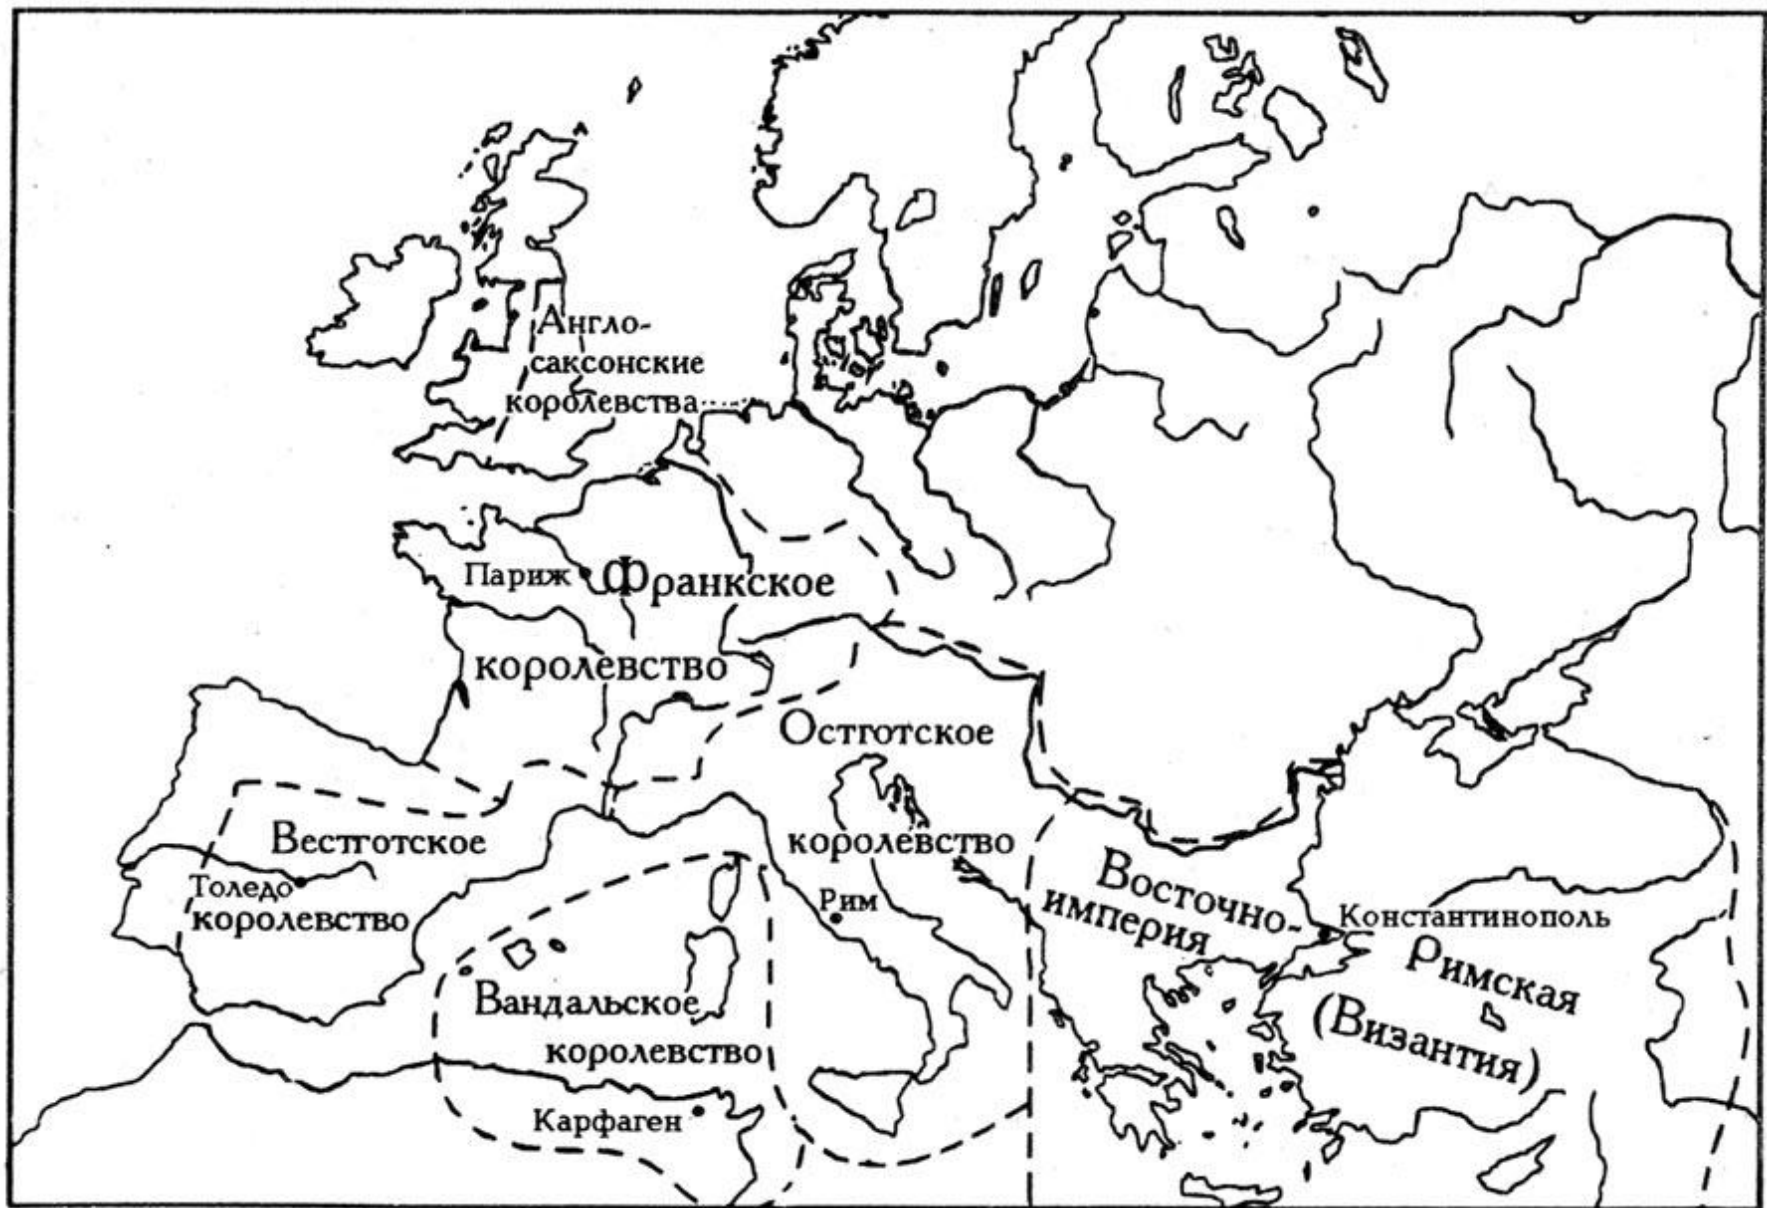 Англо-
саксонские
королевства
Париж
Франкское
королевство
Остготское
королевство
Вестготское
Толедо
королевство
Рим
Восточно-
империя
Константинополь
Римская
(Византия)
Вандальское
королевство
Карфаген